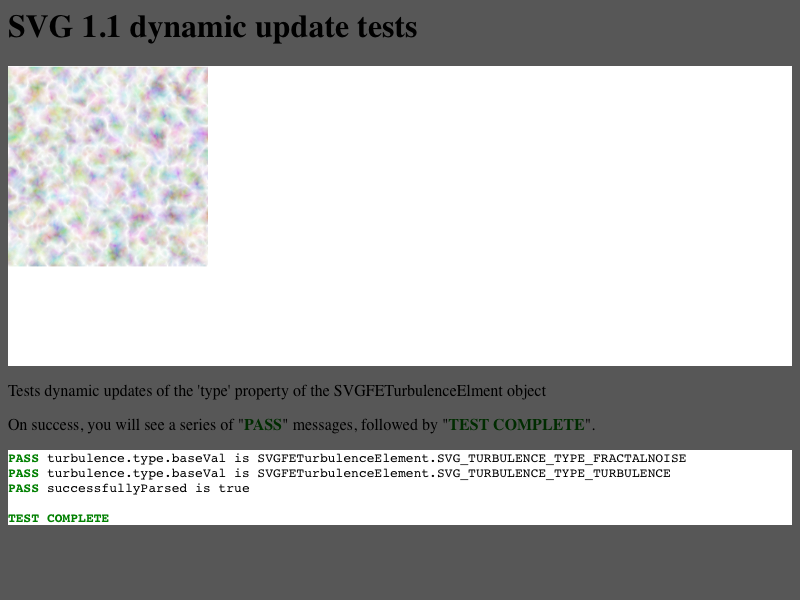 SVG 1.1 dynamic update tests
Tests dynamic updates of the 'type' property of the SVGFETurbulenceElment object
On success, you will see a series of "PASS" messages, followed by "TEST COMPLETE".
PASS turbulence.type.baseVal is SVGFETurbulenceElement.SVG_TURBULENCE_TYPE_FRACTALNOISE
PASS turbulence.type.baseVal is SVGFETurbulenceElement.SVG_TURBULENCE_TYPE_TURBULENCE
PASS successfullyParsed is true
TEST COMPLETE